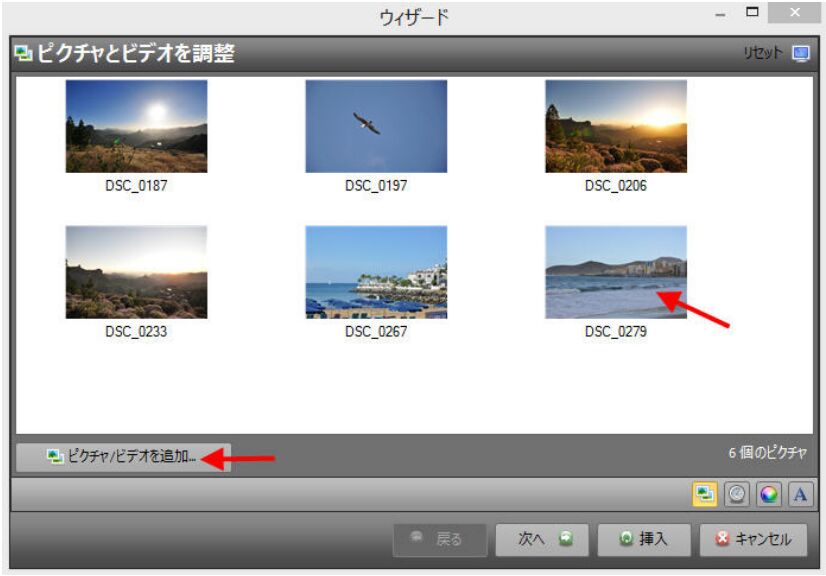 ウィザード
ピクチャとビデオを調整
リセット
DSC_0187 DSC_0197 DSC_0206
DSC_0233 DSC_0267 DSC_0279
ピクチャ/ビデオを追加...
6 個のピクチャ
A
戻る 次へ 挿入 キャンセル